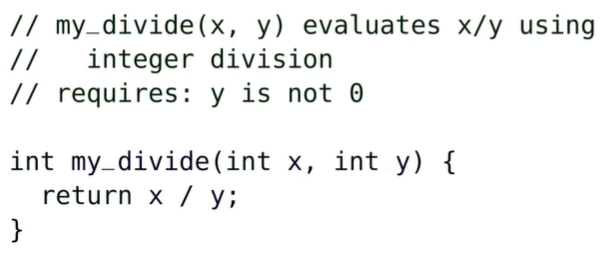 // my_divide(x, y) evaluates x/y using
//   integer division
// requires: y is not 0

int my_divide(int x, int y) {
  return x / y;
}